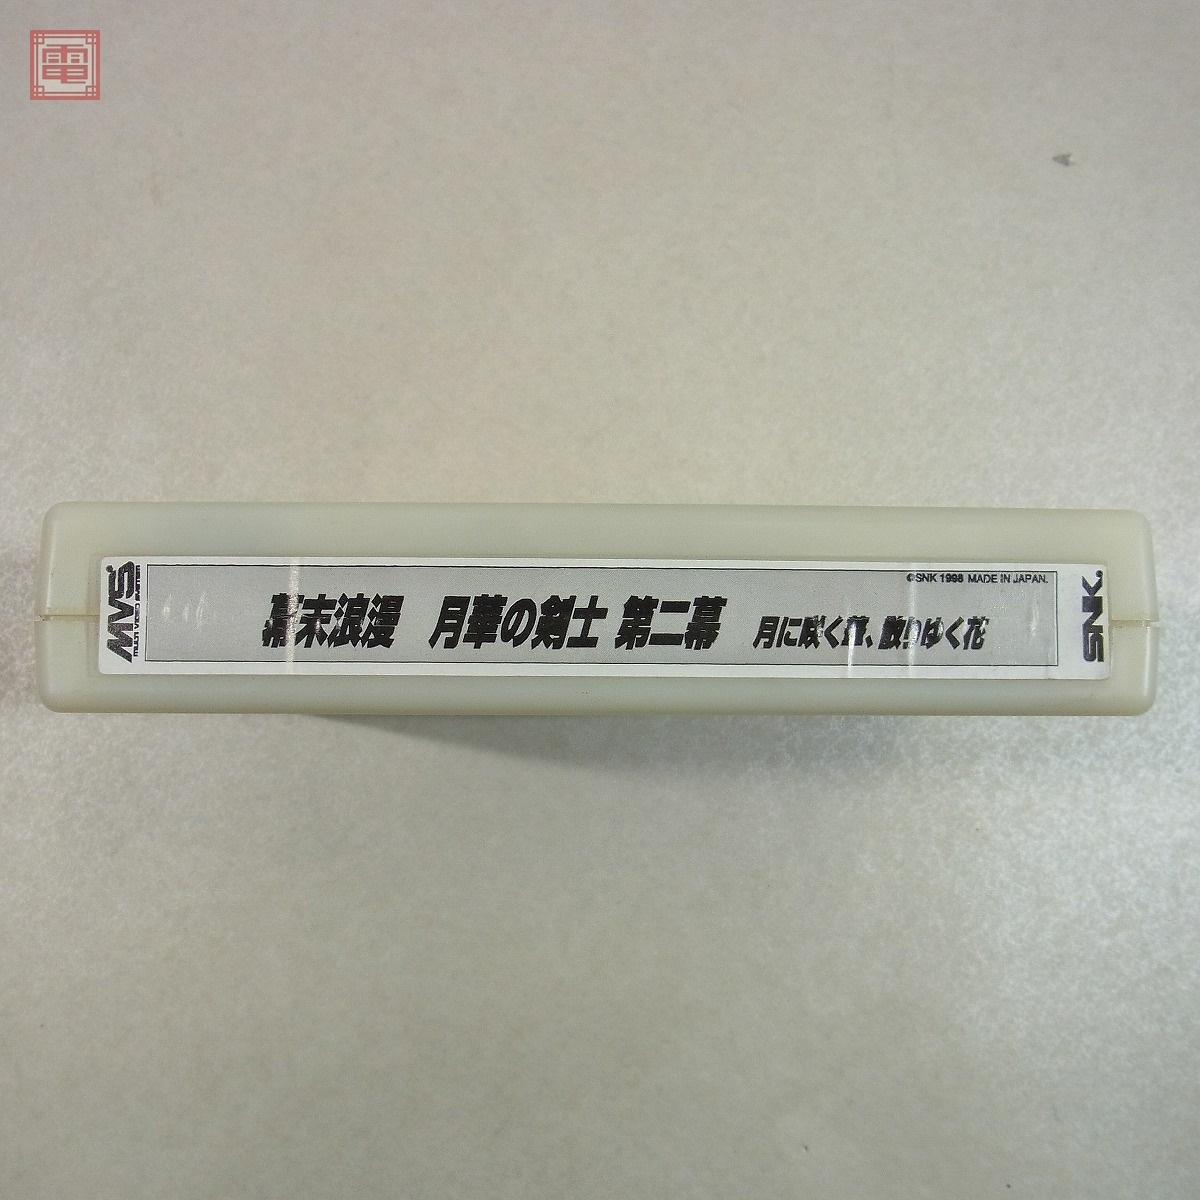 電
MVS
MULTI VIDEO SYSTEM
©SNK 1998 MADE IN JAPAN.
幕末浪漫 月華の剣士 第二幕 月に咲く華、散りゆく花
SNK.